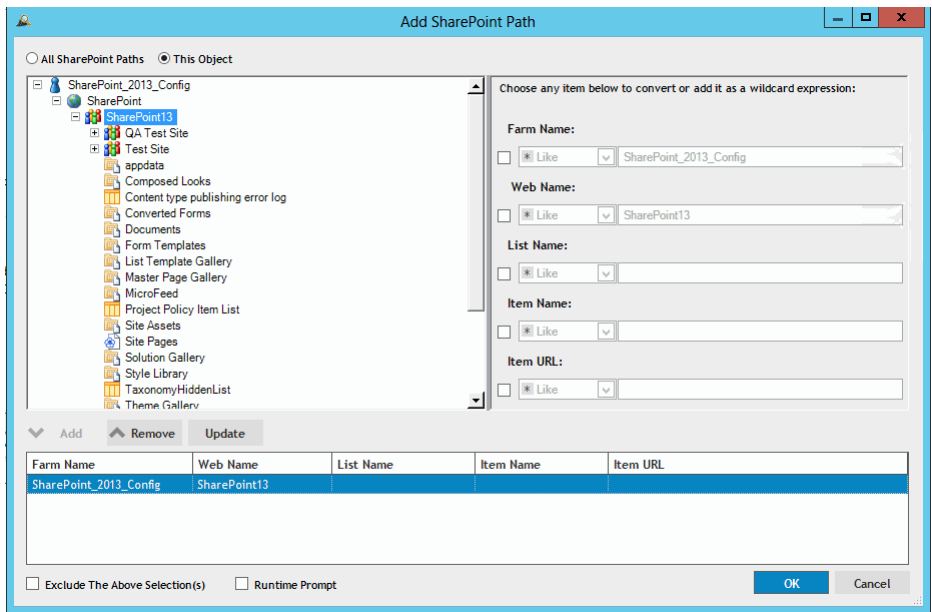 Add SharePoint Path
All SharePoint Paths This Object
SharePoint_2013_Config
SharePoint
SharePoint13
QA Test Site
Test Site
appdata
Composed Looks
Content type publishing error log
Converted Forms
Documents
Form Templates
List Template Gallery
Master Page Gallery
MicroFeed
Project Policy Item List
Site Assets
Site Pages
Solution Gallery
Style Library
TaxonomyHiddenList
Theme Gallery
Choose any item below to convert or add it as a wildcard expression:
Farm Name:
* Like SharePoint_2013_Config
Web Name:
* Like SharePoint13
List Name:
* Like
Item Name:
* Like
Item URL:
* Like
Add Remove Update
Farm Name Web Name List Name Item Name Item URL
SharePoint_2013_Config SharePoint13
Exclude The Above Selection(s) Runtime Prompt OK Cancel